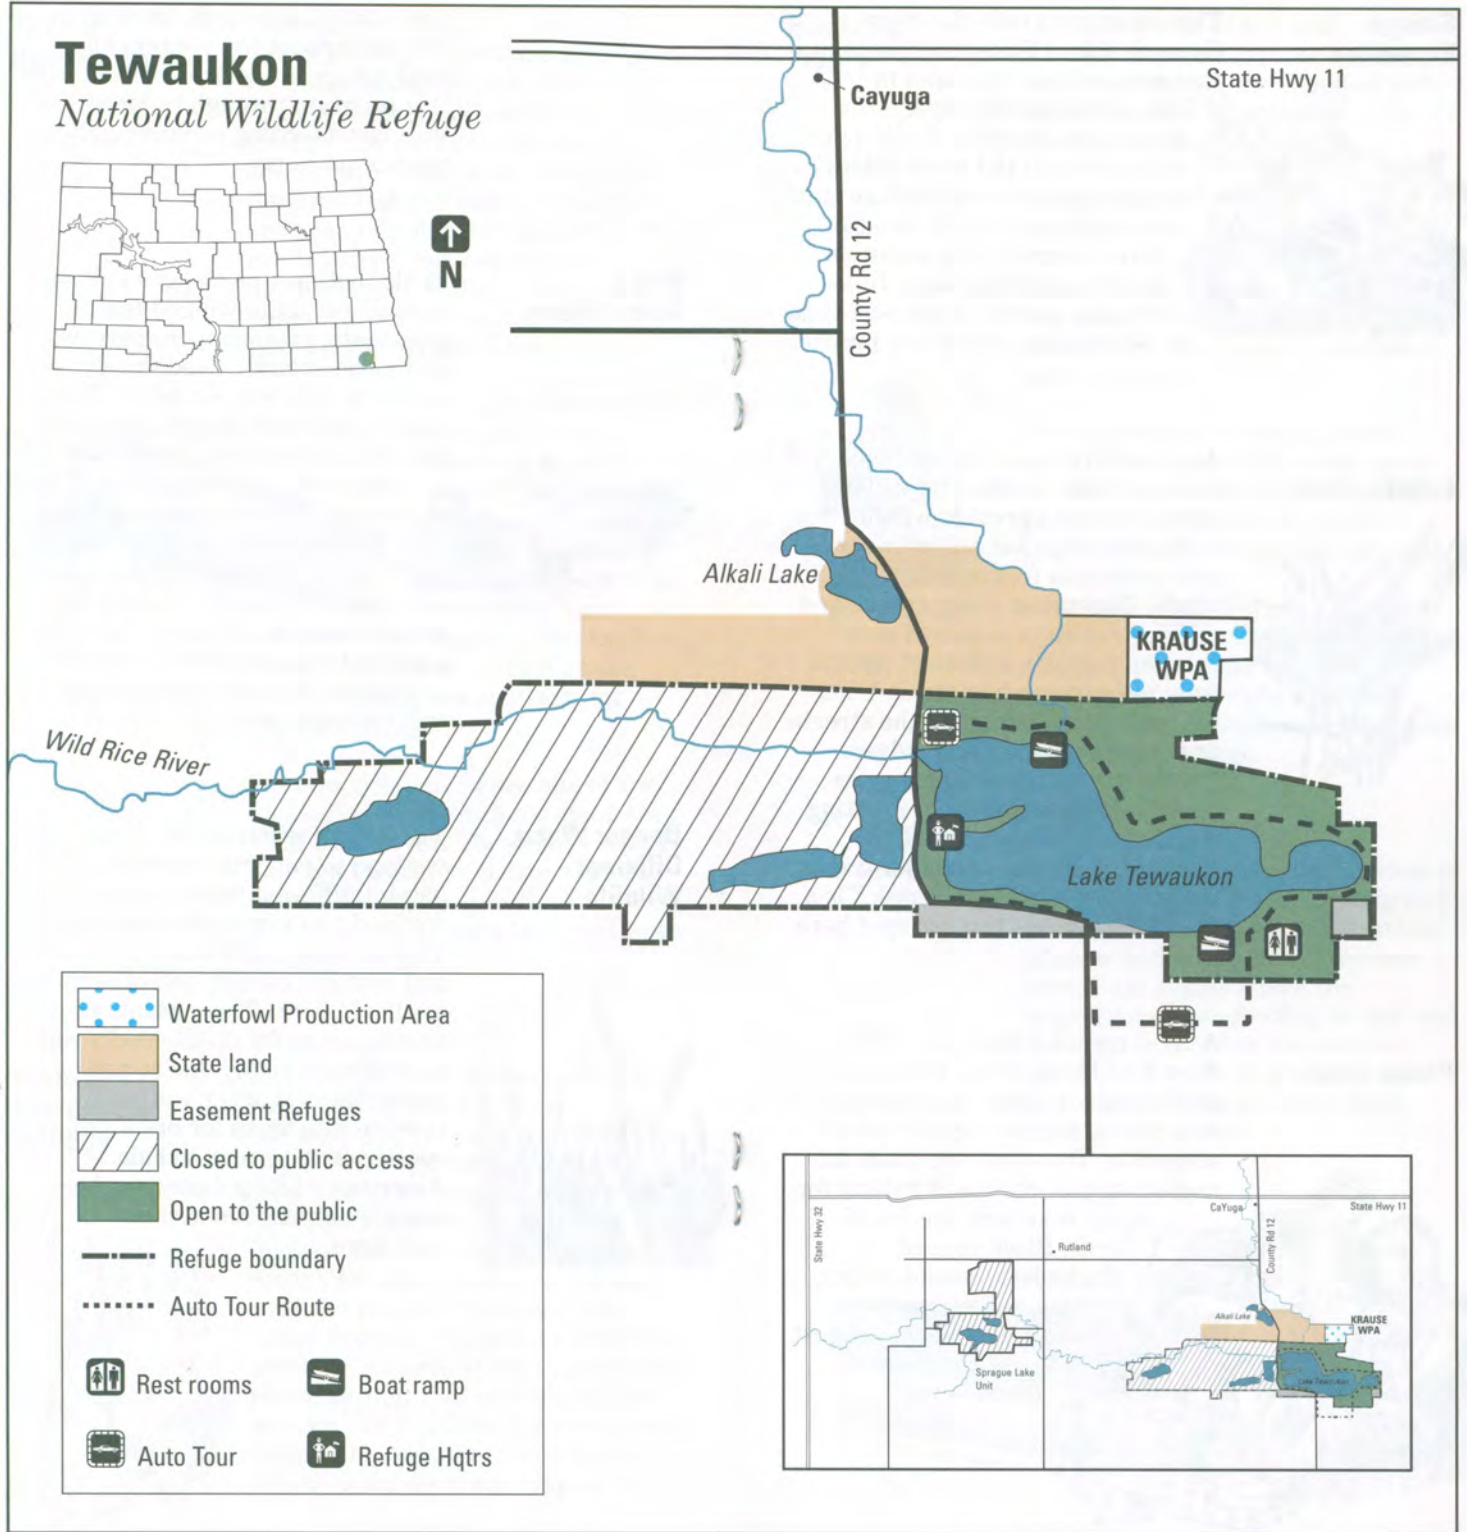 Tewaukon
National Wildlife Refuge
N
State Hwy 11
Cayuga
County Rd 12
Alkali Lake
KRAUSE
WPA
Wild Rice River
Lake Tewaukon
Waterfowl Production Area
State land
Easement Refuges
Closed to public access
Open to the public
Refuge boundary
Auto Tour Route
Rest rooms
Boat ramp
Auto Tour
Refuge Hqtrs
State Hwy 32
CaYuga
State Hwy 11
County Rd 12
Rutland
Alkali Lake
KRAUSE
WPA
Sprague Lake
Unit
Lake Tewaukon